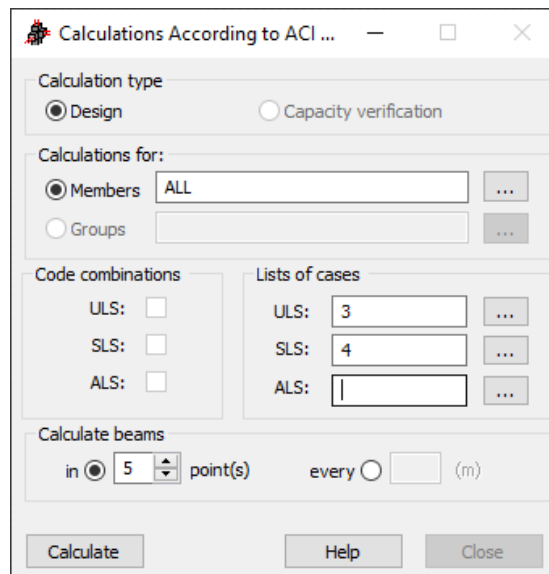 Calculations According to ACI ...
Calculation type
Design Capacity verification
Calculations for:
Members ALL ...
Groups ...
Code combinations Lists of cases
ULS: ULS: 3 ...
SLS: SLS: 4 ...
ALS: ALS: ...
Calculate beams
in 5 point(s) every (m)
Calculate Help Close